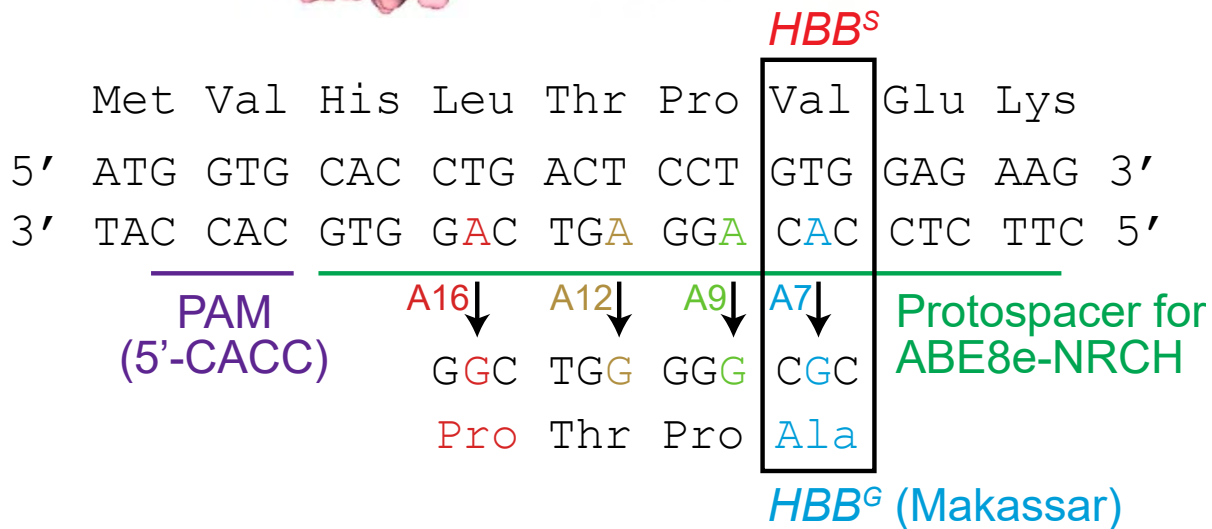 HBBS
Met Val His Leu Thr Pro Val Glu Lys
5′ ATG GTG CAC CTG ACT CCT GTG GAG AAG 3′
3′ TAC CAC GTG GAC TGA GGA CAC CTC TTC 5′
A16 A12 A9 A7
PAM
(5’-CACC)
Protospacer for
ABE8e-NRCH
GGC TGG GGG CGC
Pro Thr Pro Ala
HBBG (Makassar)